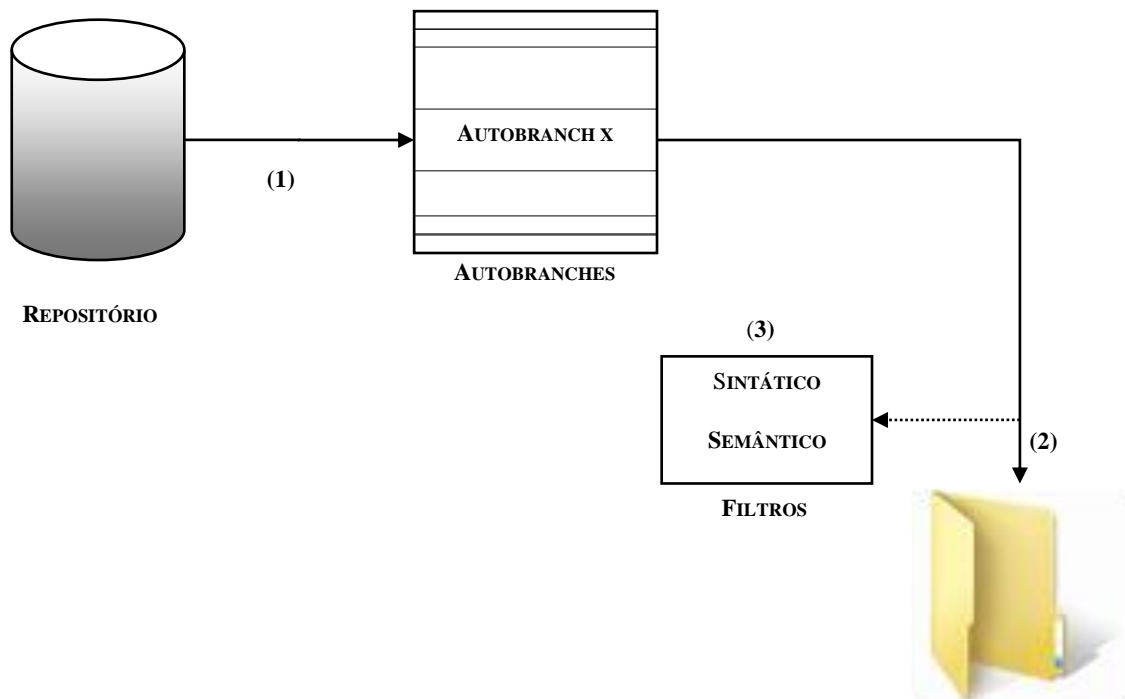 AUTOBRANCH X
(1)
AUTOBRANCHES
REPOSITÓRIO
(3)
SINTÁTICO
SEMÂNTICO
(2)
FILTROS